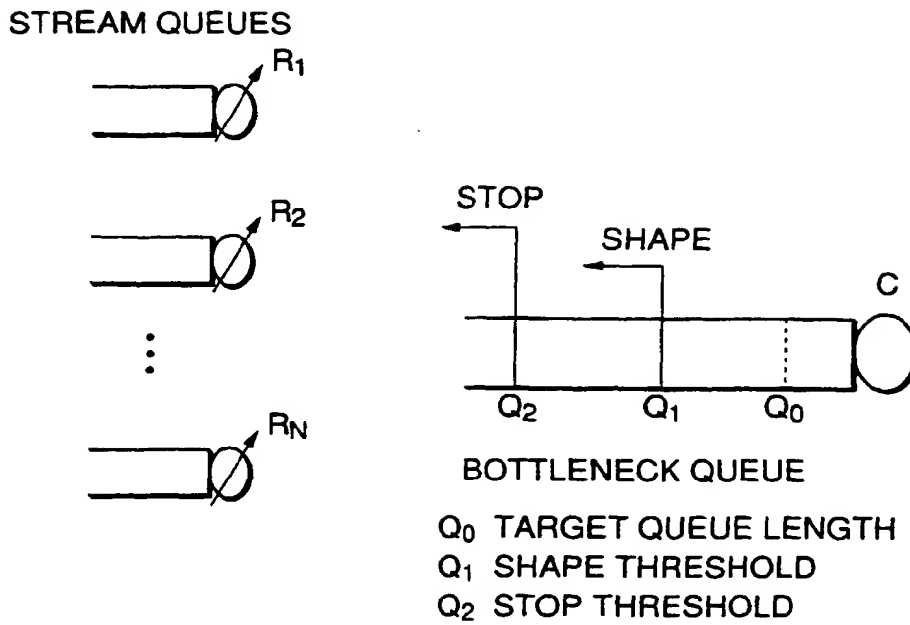 STREAM QUEUES
R1
R2
RN
STOP
SHAPE
C
Q2 Q1 Q0
BOTTLENECK QUEUE
Q0 TARGET QUEUE LENGTH
Q1 SHAPE THRESHOLD
Q2 STOP THRESHOLD